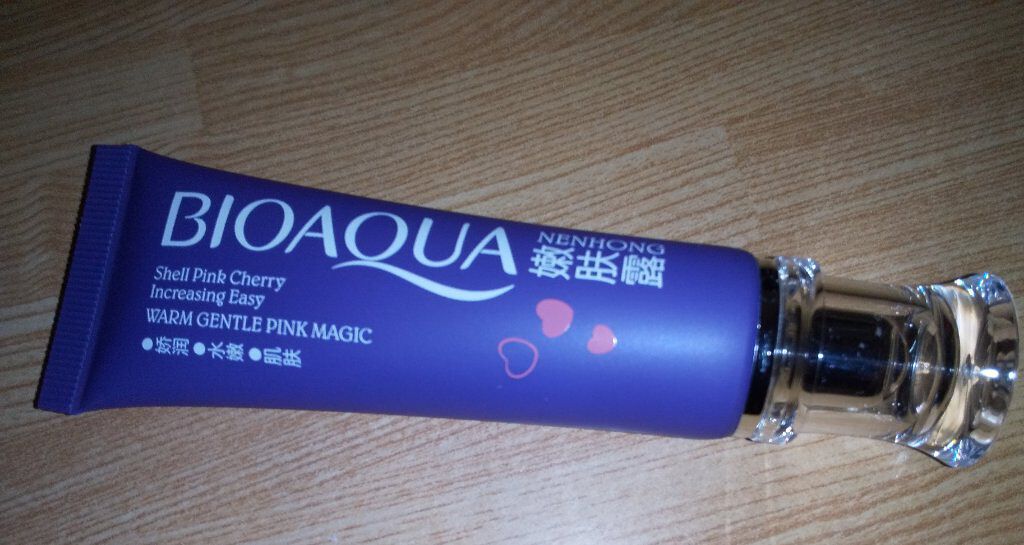 BIOAQUA
NENHONG
嫩肤露
Shell Pink Cherry
Increasing Easy
WARM GENTLE PINK MAGIC
●娇润 ●水嫩 ●肌肤